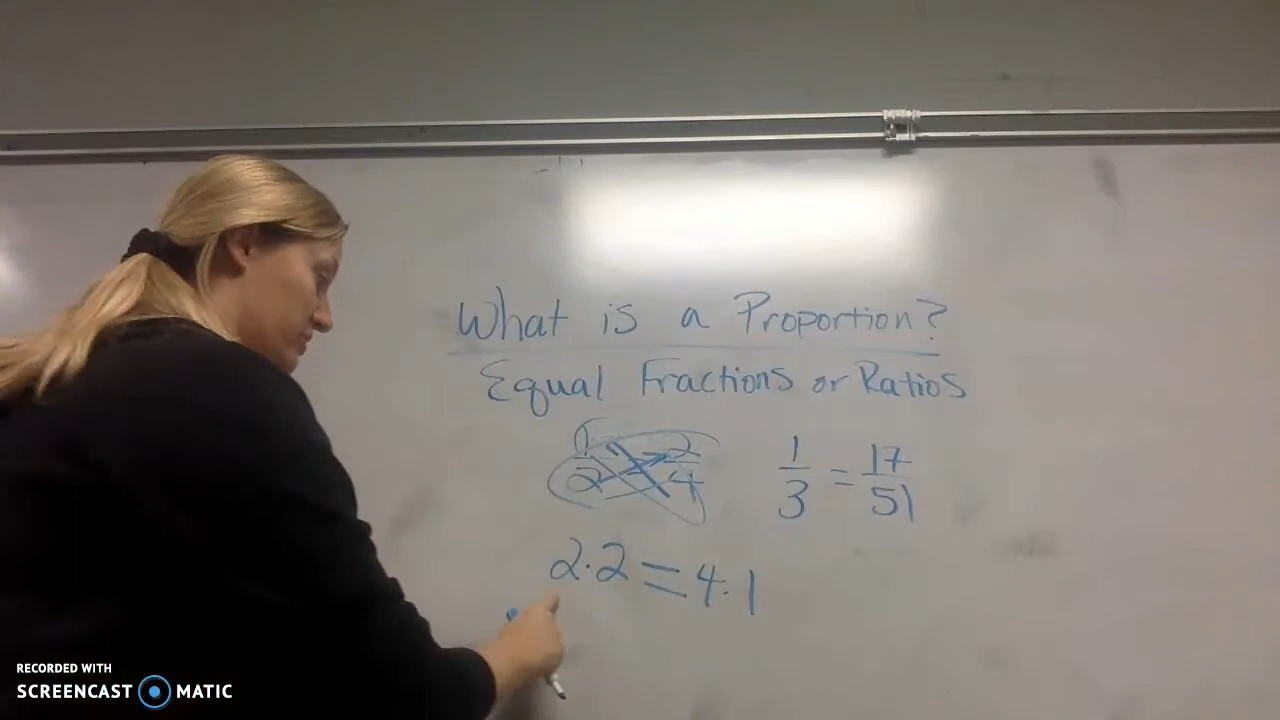 What is a Proportion?
Equal Fractions or Ratios
1/2 = 2/4 1/3 = 17/51
2·2 = 4·1
RECORDED WITH
SCREENCAST MATIC